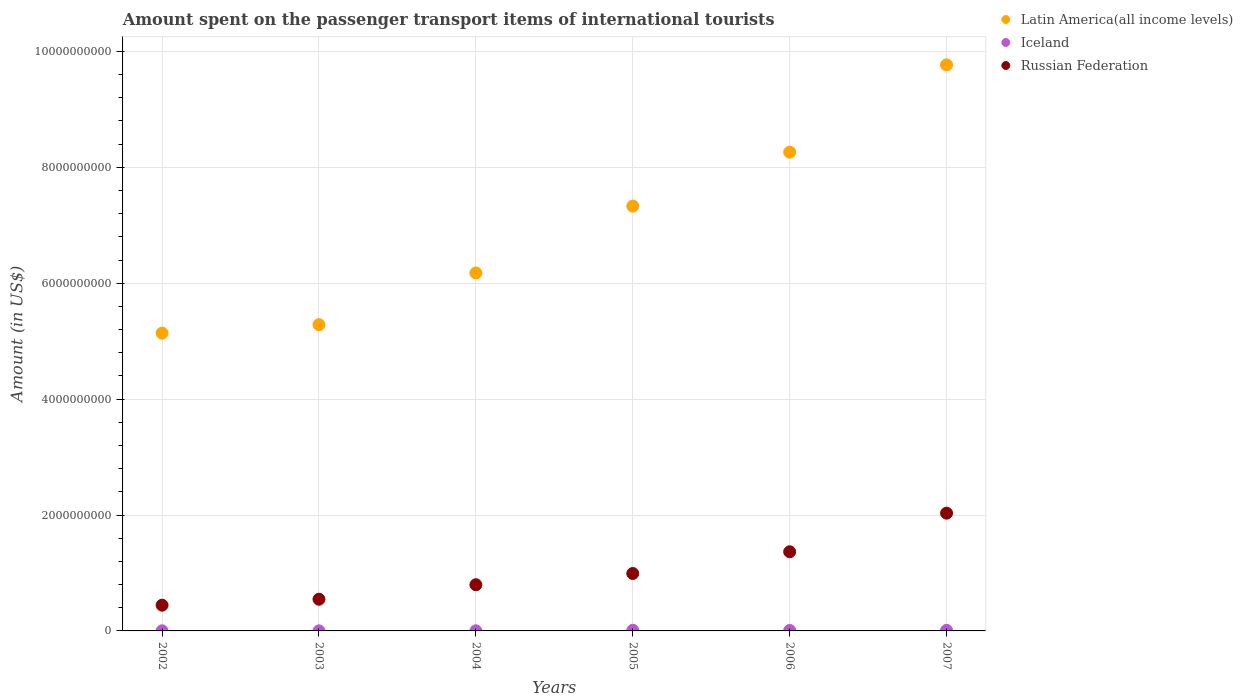 Amount spent on the passenger transport items of international tourists
Latin America(all income levels)
Iceland
Russian Federation
Amount (in US$)
10000000000
8000000000
6000000000
4000000000
2000000000
0
2002
2003
2004
2005
2006
2007
Years